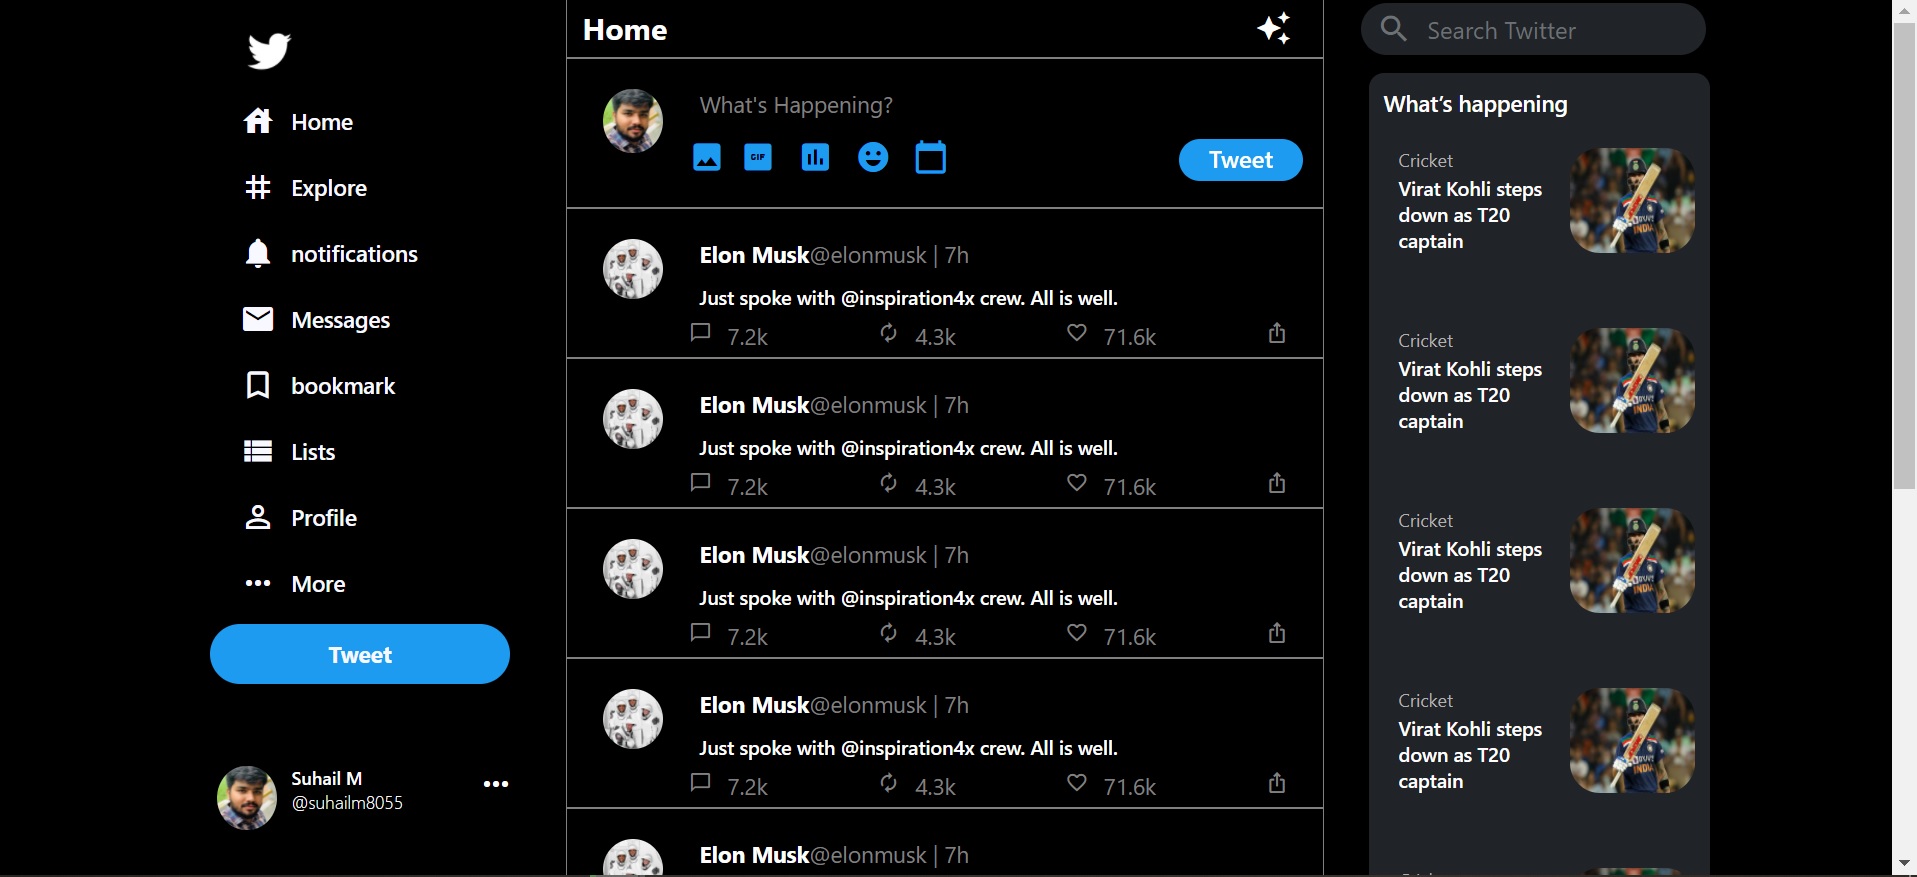 Home
Explore
notifications
Messages
bookmark
Lists
Profile
More
Tweet
Suhail M
@suhailm8055
Home
What's Happening?
GIF
Tweet
Elon Musk@elonmusk | 7h
Just spoke with @inspiration4x crew. All is well.
7.2k 4.3k 71.6k
Elon Musk@elonmusk | 7h
Just spoke with @inspiration4x crew. All is well.
7.2k 4.3k 71.6k
Elon Musk@elonmusk | 7h
Just spoke with @inspiration4x crew. All is well.
7.2k 4.3k 71.6k
Elon Musk@elonmusk | 7h
Just spoke with @inspiration4x crew. All is well.
7.2k 4.3k 71.6k
Elon Musk@elonmusk | 7h
Search Twitter
What’s happening
Cricket
Virat Kohli steps
down as T20
captain
INDIA
Cricket
Virat Kohli steps
down as T20
captain
INDIA
Cricket
Virat Kohli steps
down as T20
captain
INDIA
Cricket
Virat Kohli steps
down as T20
captain
INDIA